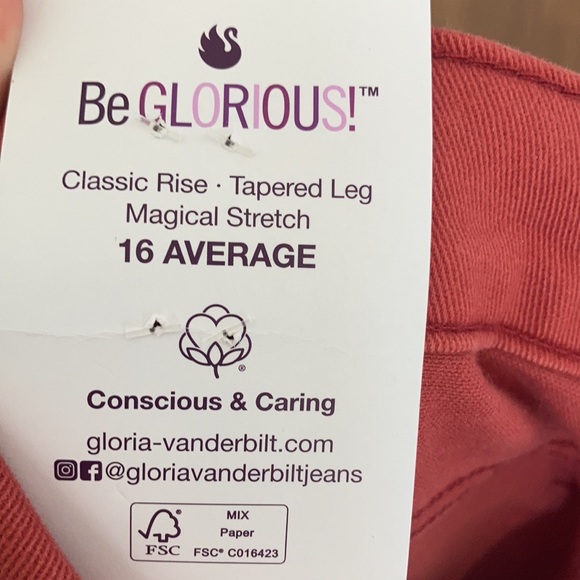 Be GLORIOUS!™
Classic Rise · Tapered Leg
Magical Stretch
16 AVERAGE
®
Conscious & Caring
gloria-vanderbilt.com
@gloriavanderbiltjeans
MIX
Paper
FSC
FSC® C016423